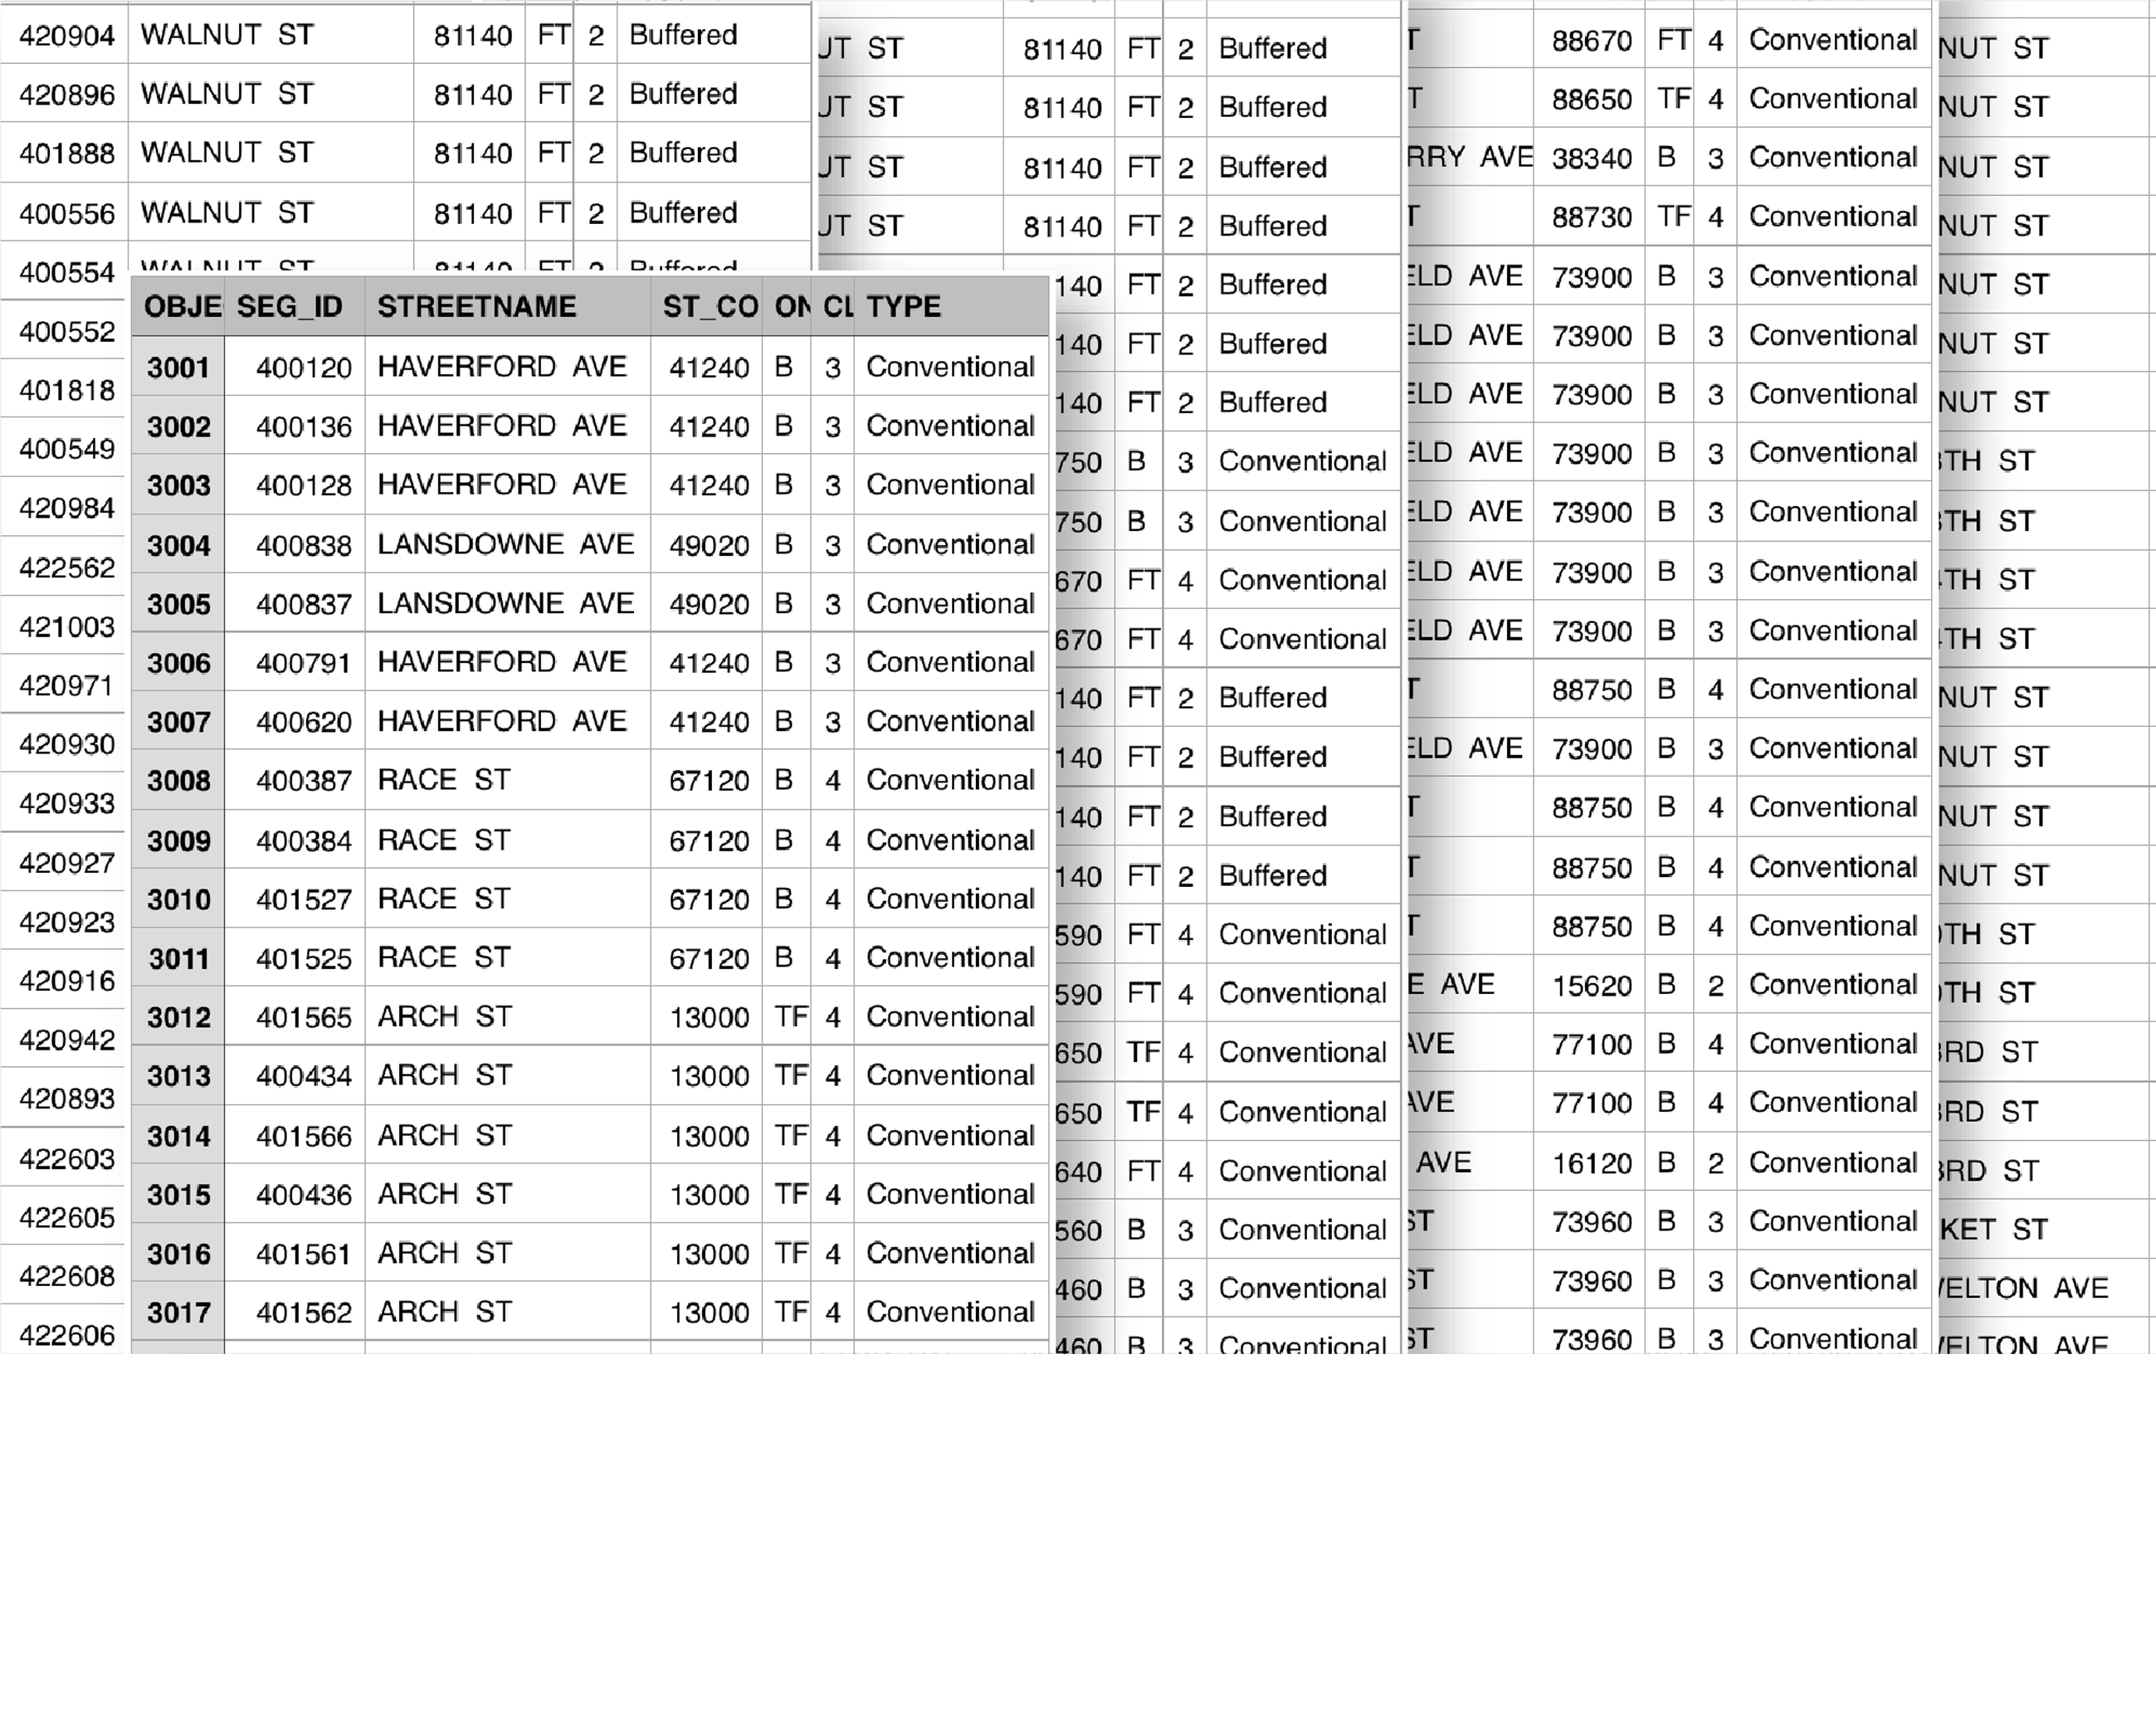 420904 WALNUT ST 81140 FT 2 Buffered
420896 WALNUT ST 81140 FT 2 Buffered
401888 WALNUT ST 81140 FT 2 Buffered
400556 WALNUT ST 81140 FT 2 Buffered
400554 WALNUT ST 81140 FT 2 Buffered
400552
401818
400549
420984
422562
421003
420971
420930
420933
420927
420923
420916
420942
420893
422603
422605
422608
422606
OBJE SEG_ID STREETNAME ST_CO ON CL TYPE
3001 400120 HAVERFORD AVE 41240 B 3 Conventional
3002 400136 HAVERFORD AVE 41240 B 3 Conventional
3003 400128 HAVERFORD AVE 41240 B 3 Conventional
3004 400838 LANSDOWNE AVE 49020 B 3 Conventional
3005 400837 LANSDOWNE AVE 49020 B 3 Conventional
3006 400791 HAVERFORD AVE 41240 B 3 Conventional
3007 400620 HAVERFORD AVE 41240 B 3 Conventional
3008 400387 RACE ST 67120 B 4 Conventional
3009 400384 RACE ST 67120 B 4 Conventional
3010 401527 RACE ST 67120 B 4 Conventional
3011 401525 RACE ST 67120 B 4 Conventional
3012 401565 ARCH ST 13000 TF 4 Conventional
3013 400434 ARCH ST 13000 TF 4 Conventional
3014 401566 ARCH ST 13000 TF 4 Conventional
3015 400436 ARCH ST 13000 TF 4 Conventional
3016 401561 ARCH ST 13000 TF 4 Conventional
3017 401562 ARCH ST 13000 TF 4 Conventional
UT ST 81140 FT 2 Buffered
UT ST 81140 FT 2 Buffered
UT ST 81140 FT 2 Buffered
UT ST 81140 FT 2 Buffered
140 FT 2 Buffered
140 FT 2 Buffered
140 FT 2 Buffered
750 B 3 Conventional
750 B 3 Conventional
670 FT 4 Conventional
670 FT 4 Conventional
140 FT 2 Buffered
140 FT 2 Buffered
140 FT 2 Buffered
140 FT 2 Buffered
590 FT 4 Conventional
590 FT 4 Conventional
650 TF 4 Conventional
650 TF 4 Conventional
640 FT 4 Conventional
560 B 3 Conventional
460 B 3 Conventional
460 B 3 Conventional
T 88670 FT 4 Conventional
T 88650 TF 4 Conventional
RRY AVE 38340 B 3 Conventional
T 88730 TF 4 Conventional
ELD AVE 73900 B 3 Conventional
ELD AVE 73900 B 3 Conventional
ELD AVE 73900 B 3 Conventional
ELD AVE 73900 B 3 Conventional
ELD AVE 73900 B 3 Conventional
ELD AVE 73900 B 3 Conventional
ELD AVE 73900 B 3 Conventional
T 88750 B 4 Conventional
ELD AVE 73900 B 3 Conventional
T 88750 B 4 Conventional
T 88750 B 4 Conventional
T 88750 B 4 Conventional
E AVE 15620 B 2 Conventional
AVE 77100 B 4 Conventional
AVE 77100 B 4 Conventional
AVE 16120 B 2 Conventional
ST 73960 B 3 Conventional
ST 73960 B 3 Conventional
ST 73960 B 3 Conventional
NUT ST
NUT ST
NUT ST
NUT ST
NUT ST
NUT ST
NUT ST
TH ST
TH ST
TH ST
TH ST
NUT ST
NUT ST
NUT ST
NUT ST
TH ST
TH ST
RD ST
RD ST
RD ST
KET ST
ELTON AVE
ELTON AVE